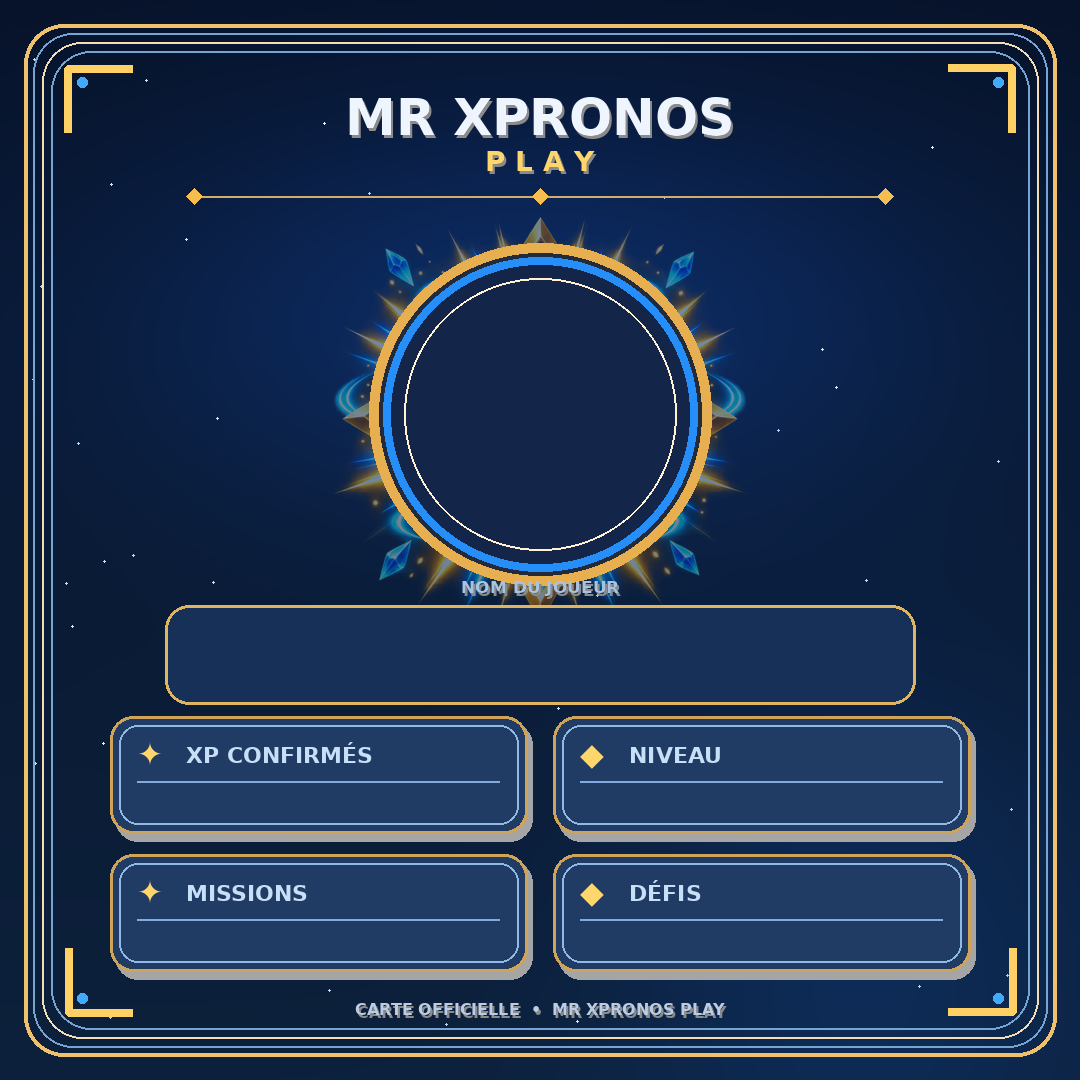 MR XPRONOS
PLAY
NOM DU JOUEUR
XP CONFIRMÉS
NIVEAU
MISSIONS
DÉFIS
CARTE OFFICIELLE • MR XPRONOS PLAY